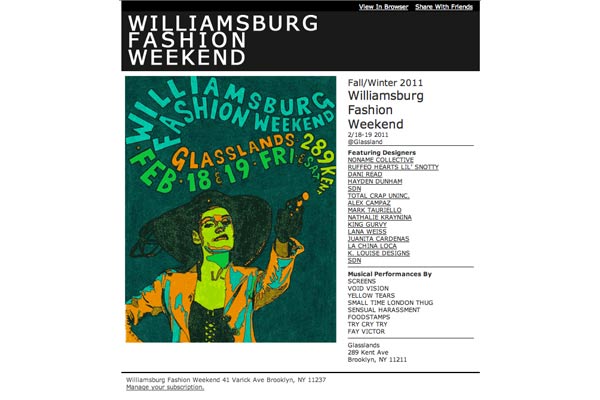 View In Browser Share With Friends
WILLIAMSBURG
FASHION
WEEKEND
WILLIAMSBURG
FASHION WEEKEND
GLASSLANDS 289 KEN.
FEB·18&19·FRI&SAT.
Fall/Winter 2011
Williamsburg
Fashion
Weekend
2/18-19 2011
@Glassland
Featuring Designers
NONAME COLLECTIVE
RUFFEO HEARTS LIL' SNOTTY
DANI READ
HAYDEN DUNHAM
SDN
TOTAL CRAP UNINC.
ALEX CAMPAZ
MARK TAURIELLO
NATHALIE KRAYNINA
KING GURVY
LANA WEISS
JUANITA CARDENAS
LA CHINA LOCA
K. LOUISE DESIGNS
SDN
Musical Performances By
SCREENS
VOID VISION
YELLOW TEARS
SMALL TIME LONDON THUG
SENSUAL HARASSMENT
FOODSTAMPS
TRY CRY TRY
FAY VICTOR
Glasslands
289 Kent Ave
Brooklyn, NY 11211
Williamsburg Fashion Weekend 41 Varick Ave Brooklyn, NY 11237
Manage your subscription.